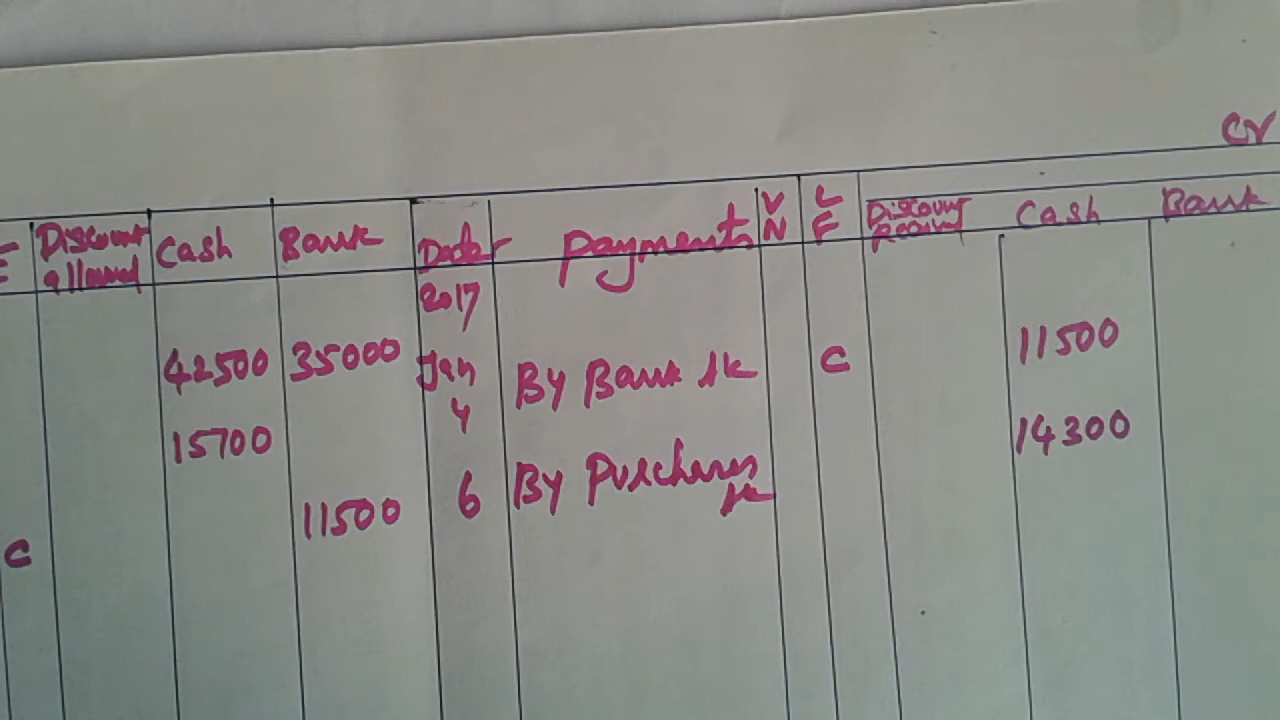 Cr
L F Discount allowed Cash Bank Date Payments V N L F Discount Received Cash Bank
2017
42500 35000 Jan 4 By Bank A/c C 11500
15700 6 By Purchases A/c 14300
C 11500